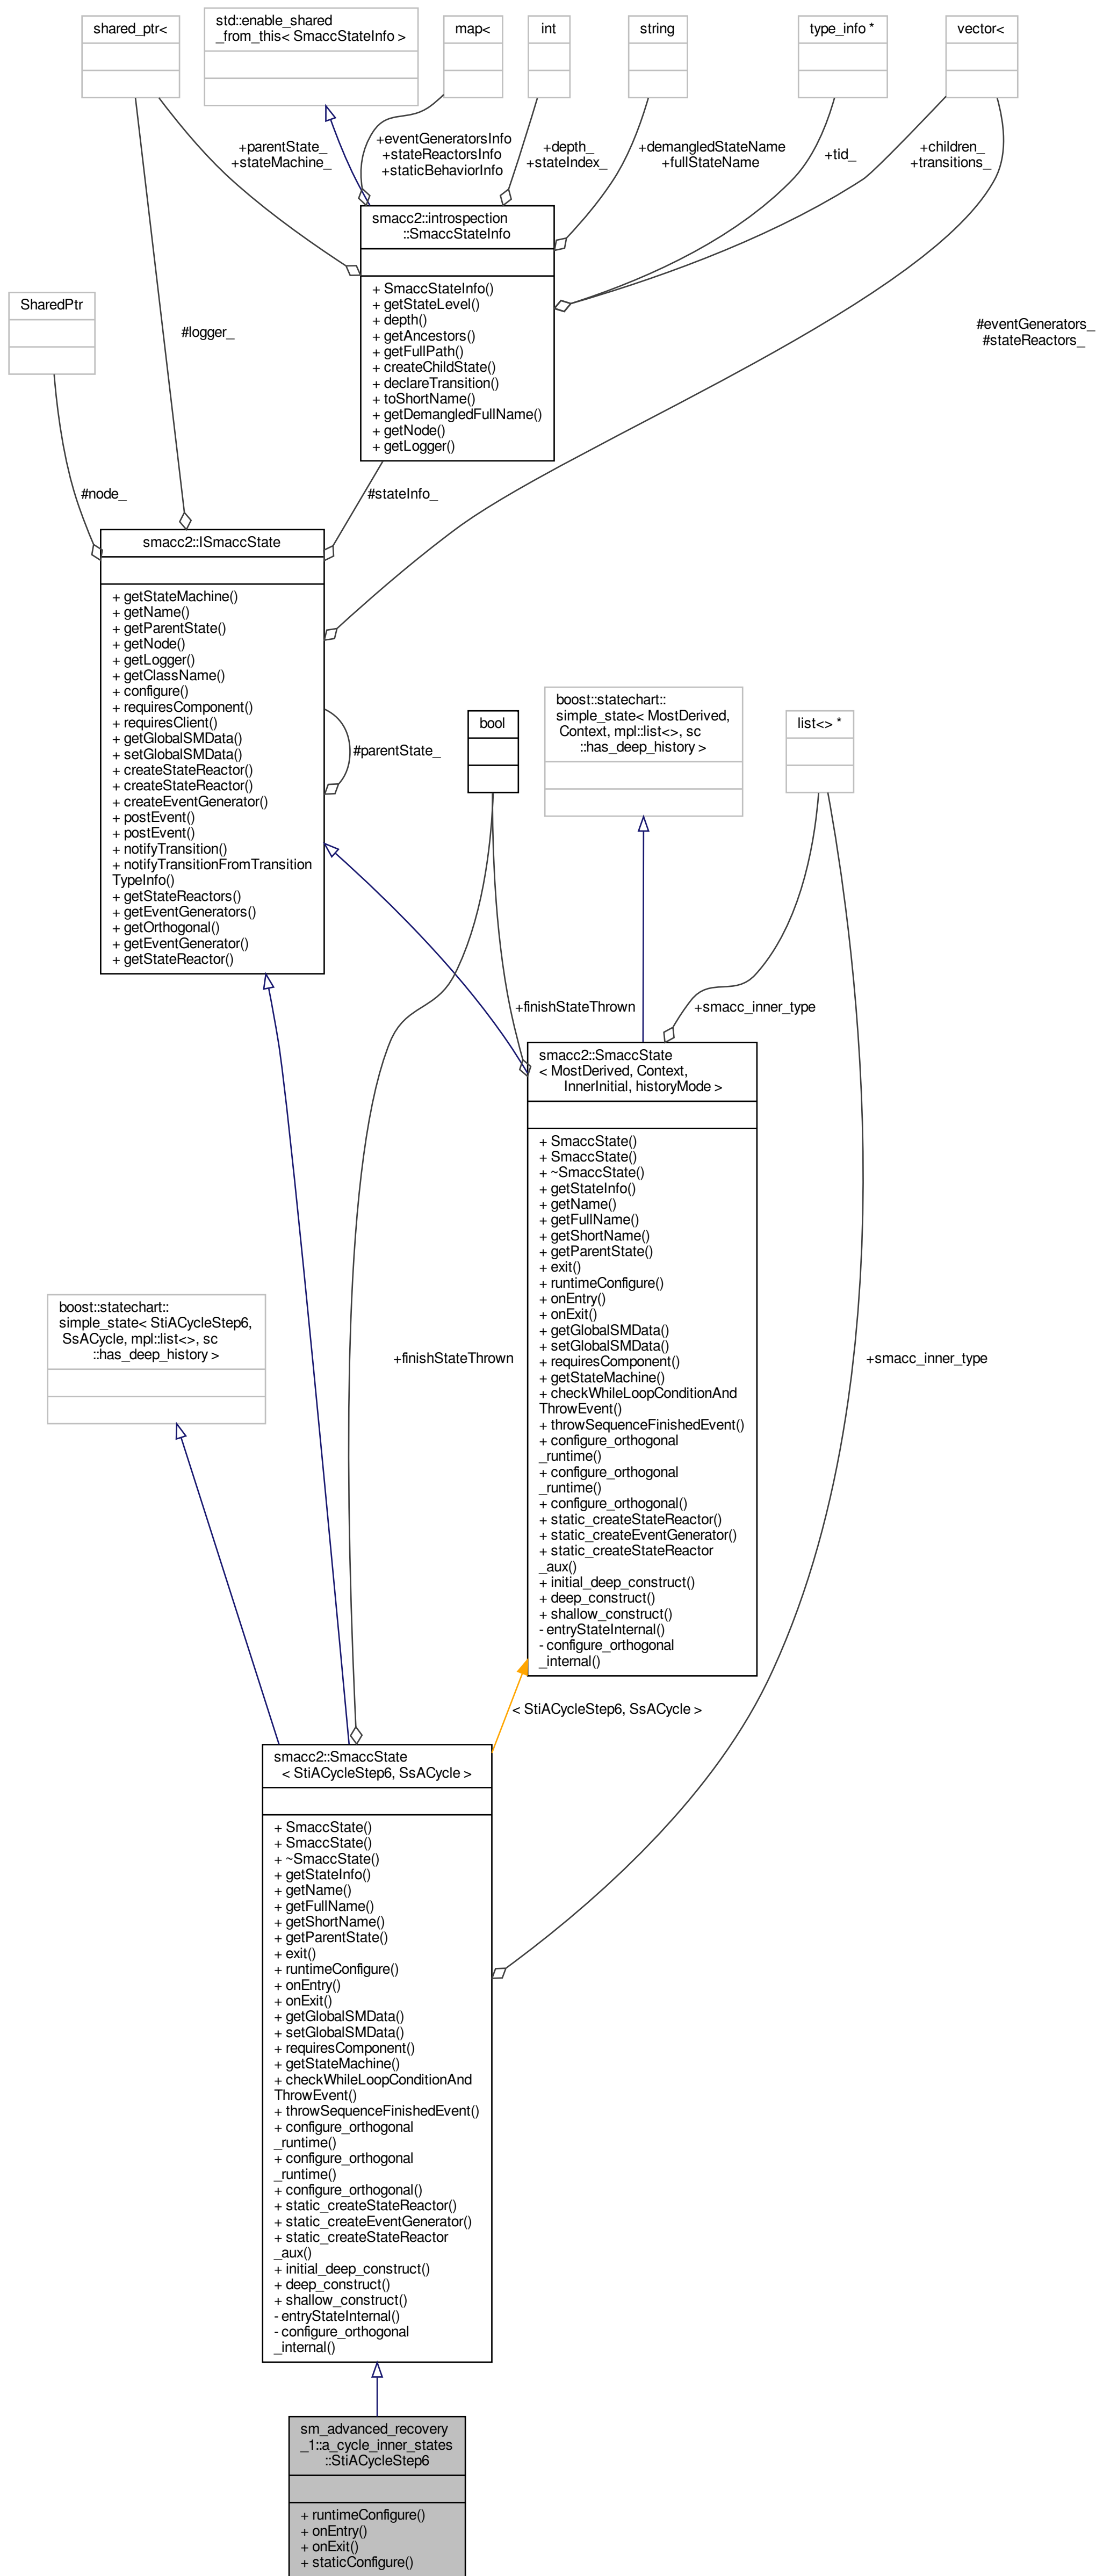 shared_ptr<
std::enable_shared
_from_this< SmaccStateInfo >
map<
int
string
type_info *
vector<
+parentState_
+stateMachine_
+eventGeneratorsInfo
+stateReactorsInfo
+staticBehaviorInfo
+depth_
+stateIndex_
+demangledStateName
+fullStateName
+tid_
+children_
+transitions_
smacc2::introspection
::SmaccStateInfo
+ SmaccStateInfo()
+ getStateLevel()
+ depth()
+ getAncestors()
+ getFullPath()
+ createChildState()
+ declareTransition()
+ toShortName()
+ getDemangledFullName()
+ getNode()
+ getLogger()
SharedPtr
#logger_
#eventGenerators_
#stateReactors_
#node_
#stateInfo_
smacc2::ISmaccState
+ getStateMachine()
+ getName()
+ getParentState()
+ getNode()
+ getLogger()
+ getClassName()
+ configure()
+ requiresComponent()
+ requiresClient()
+ getGlobalSMData()
+ setGlobalSMData()
+ createStateReactor()
+ createStateReactor()
+ createEventGenerator()
+ postEvent()
+ postEvent()
+ notifyTransition()
+ notifyTransitionFromTransition
TypeInfo()
+ getStateReactors()
+ getEventGenerators()
+ getOrthogonal()
+ getEventGenerator()
+ getStateReactor()
#parentState_
bool
boost::statechart::
simple_state< MostDerived,
Context, mpl::list<>, sc
::has_deep_history >
list<> *
+finishStateThrown
+smacc_inner_type
smacc2::SmaccState
< MostDerived, Context,
InnerInitial, historyMode >
+ SmaccState()
+ SmaccState()
+ ~SmaccState()
+ getStateInfo()
+ getName()
+ getFullName()
+ getShortName()
+ getParentState()
+ exit()
+ runtimeConfigure()
+ onEntry()
+ onExit()
+ getGlobalSMData()
+ setGlobalSMData()
+ requiresComponent()
+ getStateMachine()
+ checkWhileLoopConditionAnd
ThrowEvent()
+ throwSequenceFinishedEvent()
+ configure_orthogonal
_runtime()
+ configure_orthogonal
_runtime()
+ configure_orthogonal()
+ static_createStateReactor()
+ static_createEventGenerator()
+ static_createStateReactor
_aux()
+ initial_deep_construct()
+ deep_construct()
+ shallow_construct()
- entryStateInternal()
- configure_orthogonal
_internal()
boost::statechart::
simple_state< StiACycleStep6,
SsACycle, mpl::list<>, sc
::has_deep_history >
+finishStateThrown
+smacc_inner_type
< StiACycleStep6, SsACycle >
smacc2::SmaccState
< StiACycleStep6, SsACycle >
+ SmaccState()
+ SmaccState()
+ ~SmaccState()
+ getStateInfo()
+ getName()
+ getFullName()
+ getShortName()
+ getParentState()
+ exit()
+ runtimeConfigure()
+ onEntry()
+ onExit()
+ getGlobalSMData()
+ setGlobalSMData()
+ requiresComponent()
+ getStateMachine()
+ checkWhileLoopConditionAnd
ThrowEvent()
+ throwSequenceFinishedEvent()
+ configure_orthogonal
_runtime()
+ configure_orthogonal
_runtime()
+ configure_orthogonal()
+ static_createStateReactor()
+ static_createEventGenerator()
+ static_createStateReactor
_aux()
+ initial_deep_construct()
+ deep_construct()
+ shallow_construct()
- entryStateInternal()
- configure_orthogonal
_internal()
sm_advanced_recovery
_1::a_cycle_inner_states
::StiACycleStep6
+ runtimeConfigure()
+ onEntry()
+ onExit()
+ staticConfigure()